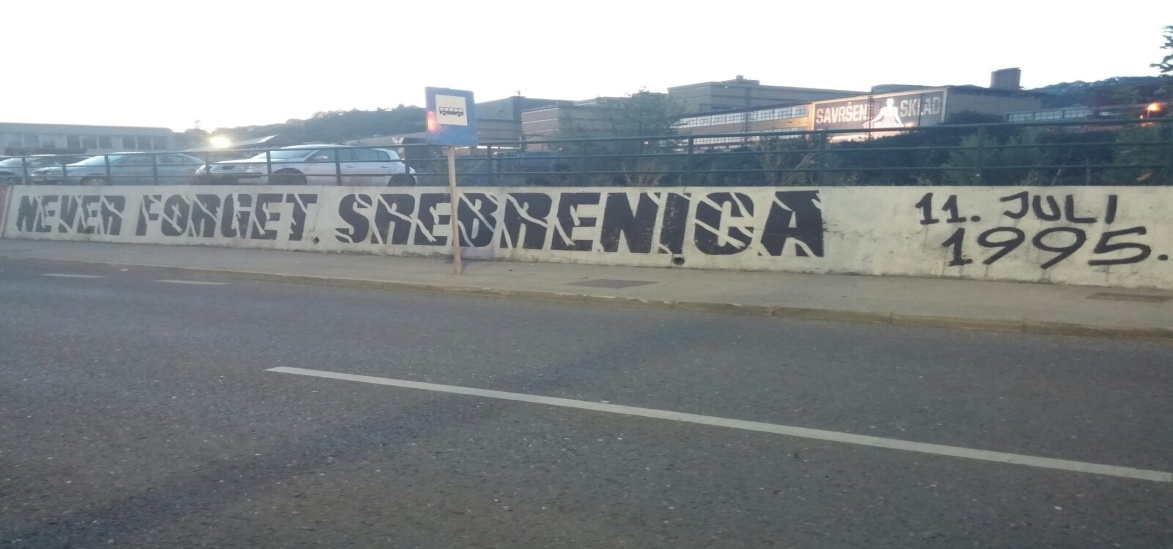 SAVRŠEN SKLAD
NEVER FORGET SREBRENICA
11. JULI
1995.